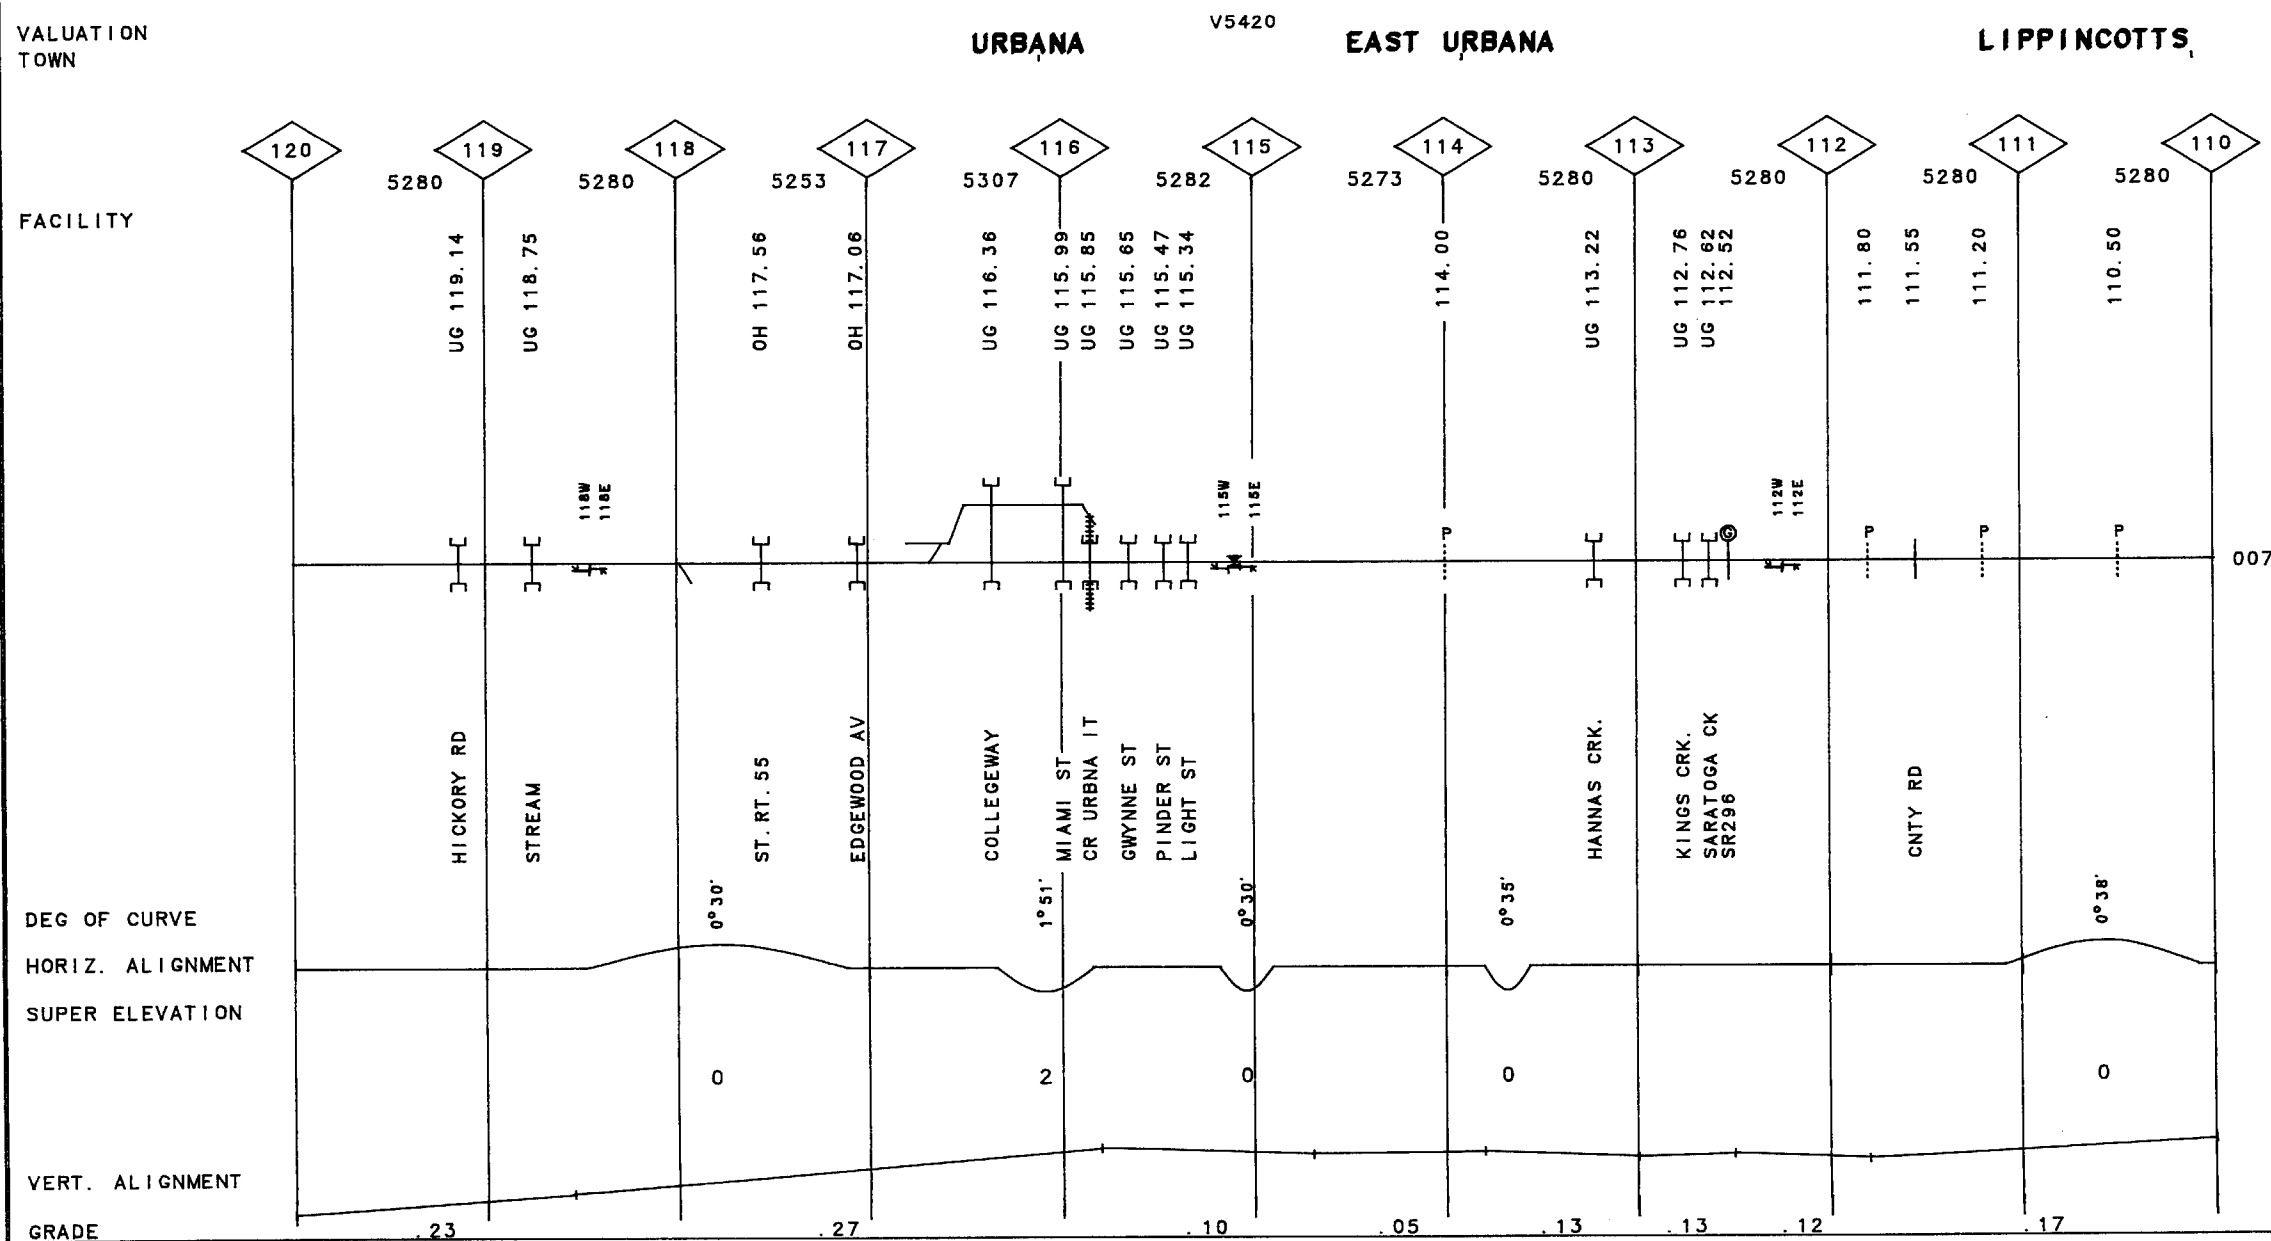 VALUATION
TOWN
V5420
URBANA
EAST URBANA
LIPPINCOTTS
120
119
118
117
116
115
114
113
112
111
110
5280
5280
5253
5307
5282
5273
5280
5280
5280
5280
FACILITY
UG 119.14
UG 118.75
OH 117.56
OH 117.06
UG 116.36
UG 115.99
UG 115.85
UG 115.65
UG 115.47
UG 115.34
114.00
UG 113.22
UG 112.76
UG 112.62
112.52
111.80
111.55
111.20
110.50
118W
118E
115W
115E
112W
112E
P
G
P
P
P
007
HICKORY RD
STREAM
ST.RT.55
EDGEWOOD AV
COLLEGEWAY
MIAMI ST
CR URBNA IT
GWYNNE ST
PINDER ST
LIGHT ST
HANNAS CRK.
KINGS CRK.
SARATOGA CK
SR296
CNTY RD
DEG OF CURVE
0°30'
1°51'
0°30'
0°35'
0°38'
HORIZ. ALIGNMENT
SUPER ELEVATION
0
2
0
0
0
VERT. ALIGNMENT
GRADE
.23
.27
.10
.05
.13
.13
.12
.17